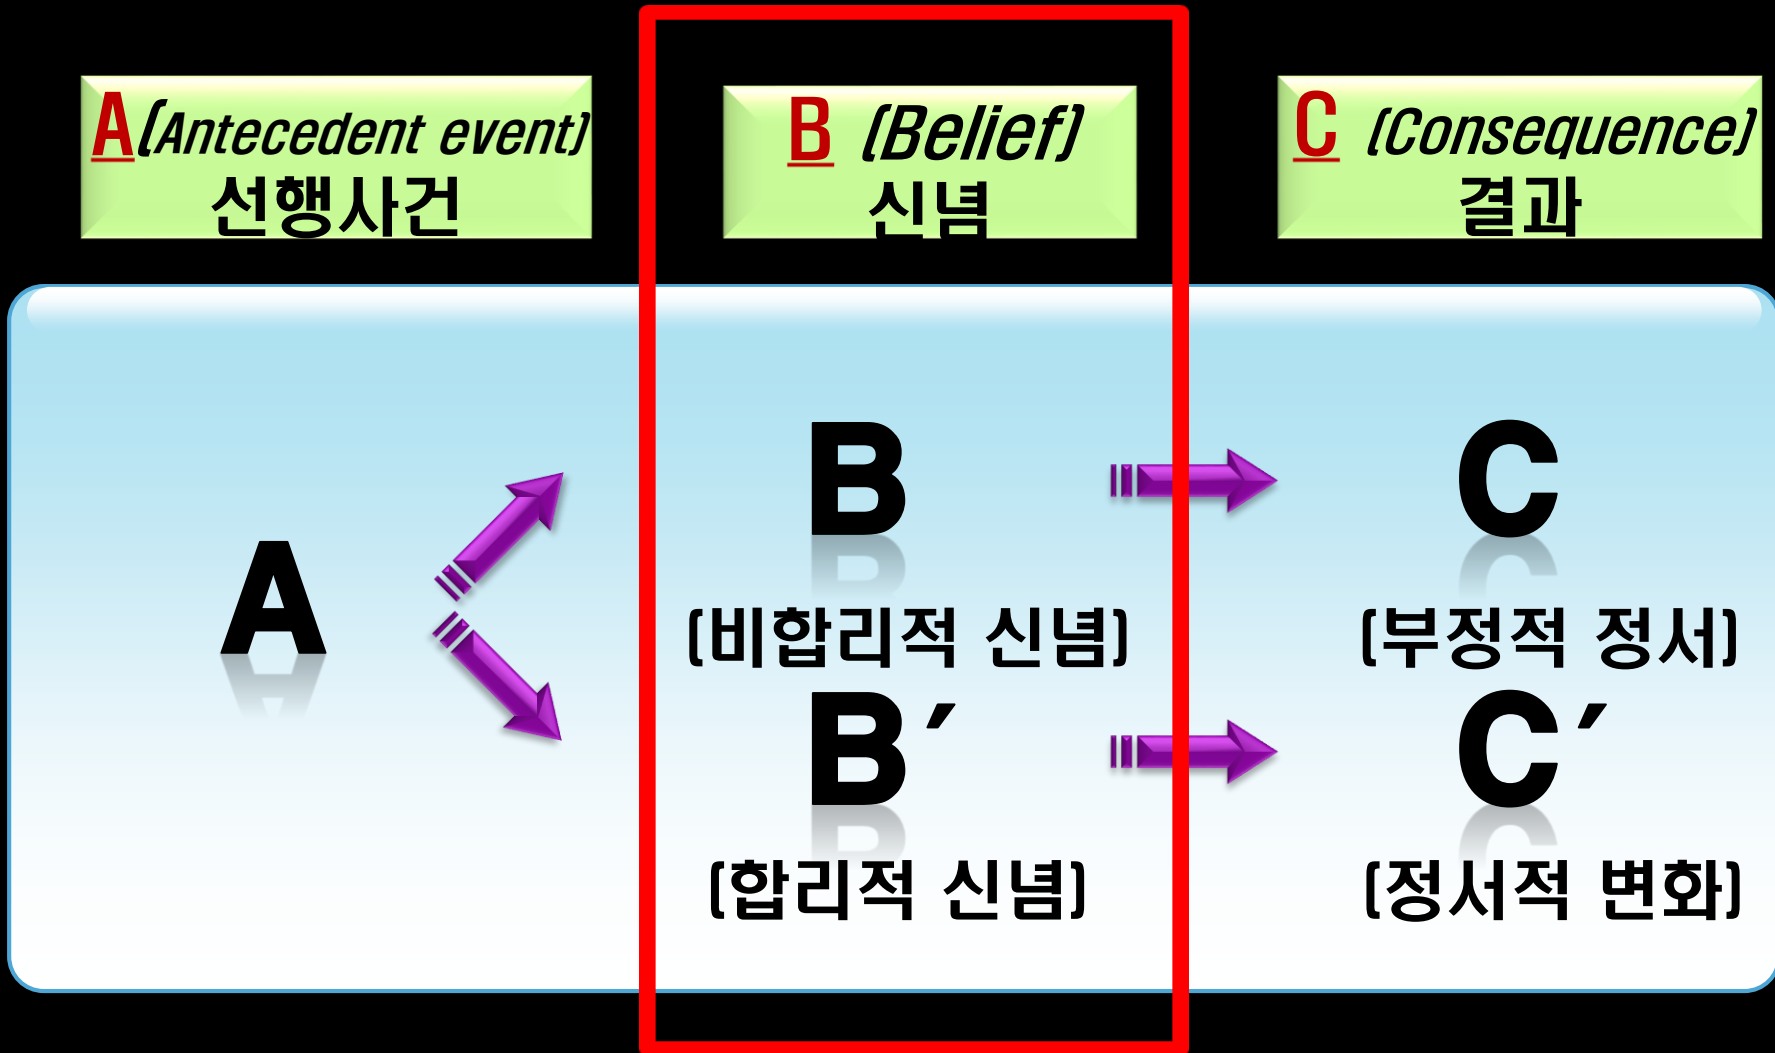 A(Antecedent event)
선행사건
B (Belief)
신념
C (Consequence)
결과
A
B
(비합리적 신념)
C
(부정적 정서)
B′
(합리적 신념)
C′
(정서적 변화)